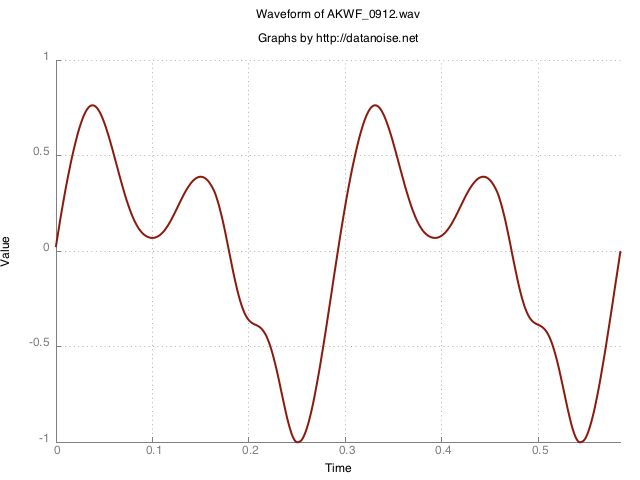 Waveform of AKWF_0912.wav
Graphs by http://datanoise.net
1
0.5
0
-0.5
-1
Value
0 0.1 0.2 0.3 0.4 0.5
Time